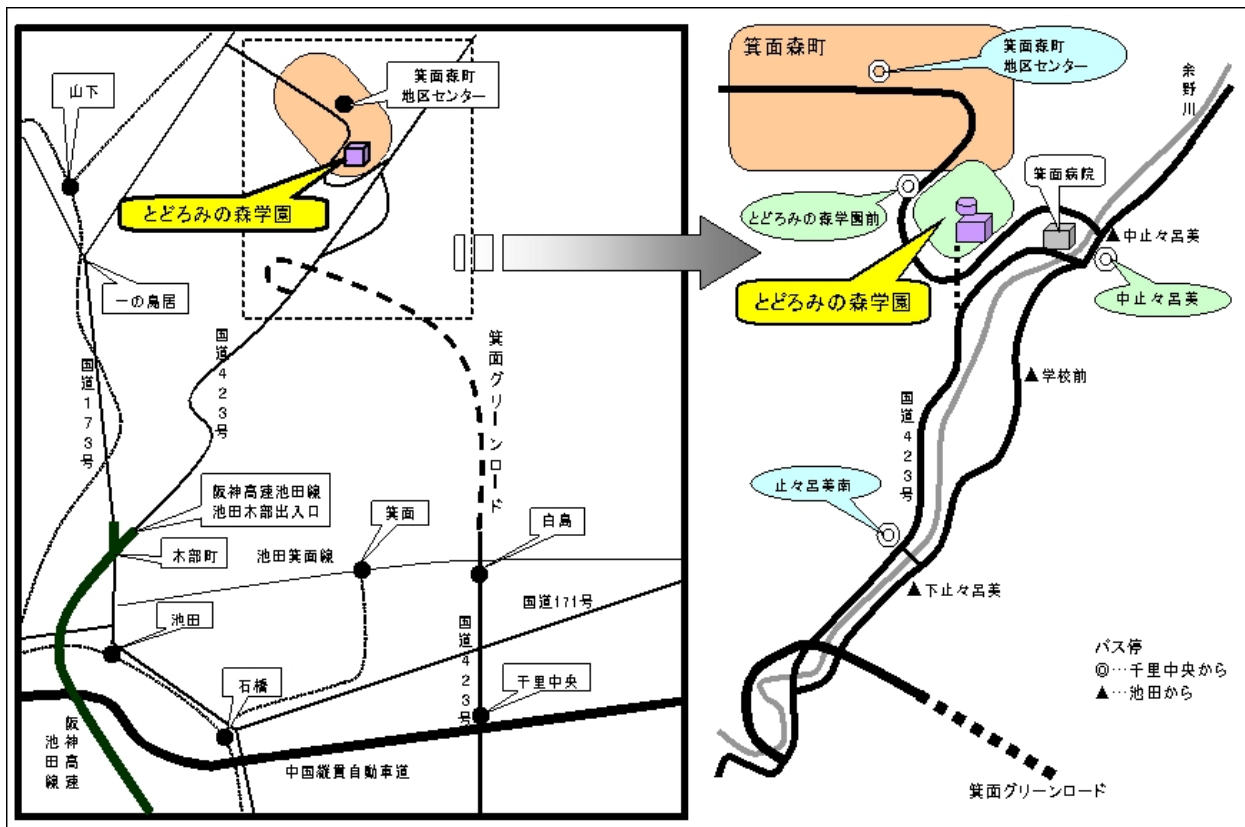 山下
箕面森町
地区センター
とどろみの森学園
一の鳥居
国道173号
国道423号
箕面グリーンロード
阪神高速池田線
池田木部出入口
木部町
池田箕面線
箕面
白島
国道171号
池田
国道423号
石橋
千里中央
阪神高速
池田線
中国縦貫自動車道
箕面森町
箕面森町
地区センター
余野川
箕面病院
とどろみの森学園前
▲中止々呂美
とどろみの森学園
中止々呂美
▲学校前
国道423号
止々呂美南
▲下止々呂美
バス停
◎…千里中央から
▲…池田から
箕面グリーンロード